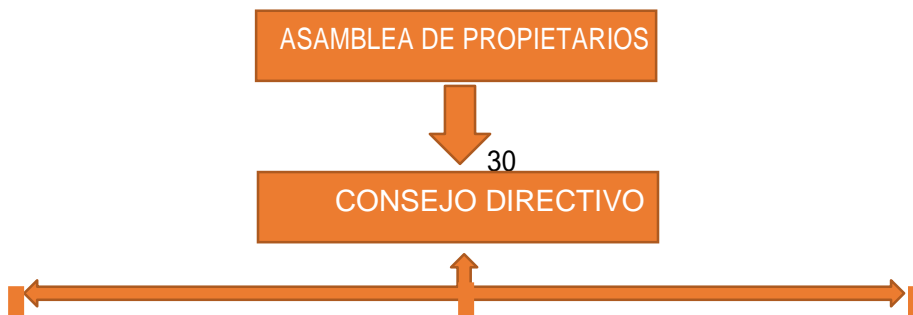 ASAMBLEA DE PROPIETARIOS
30
CONSEJO DIRECTIVO